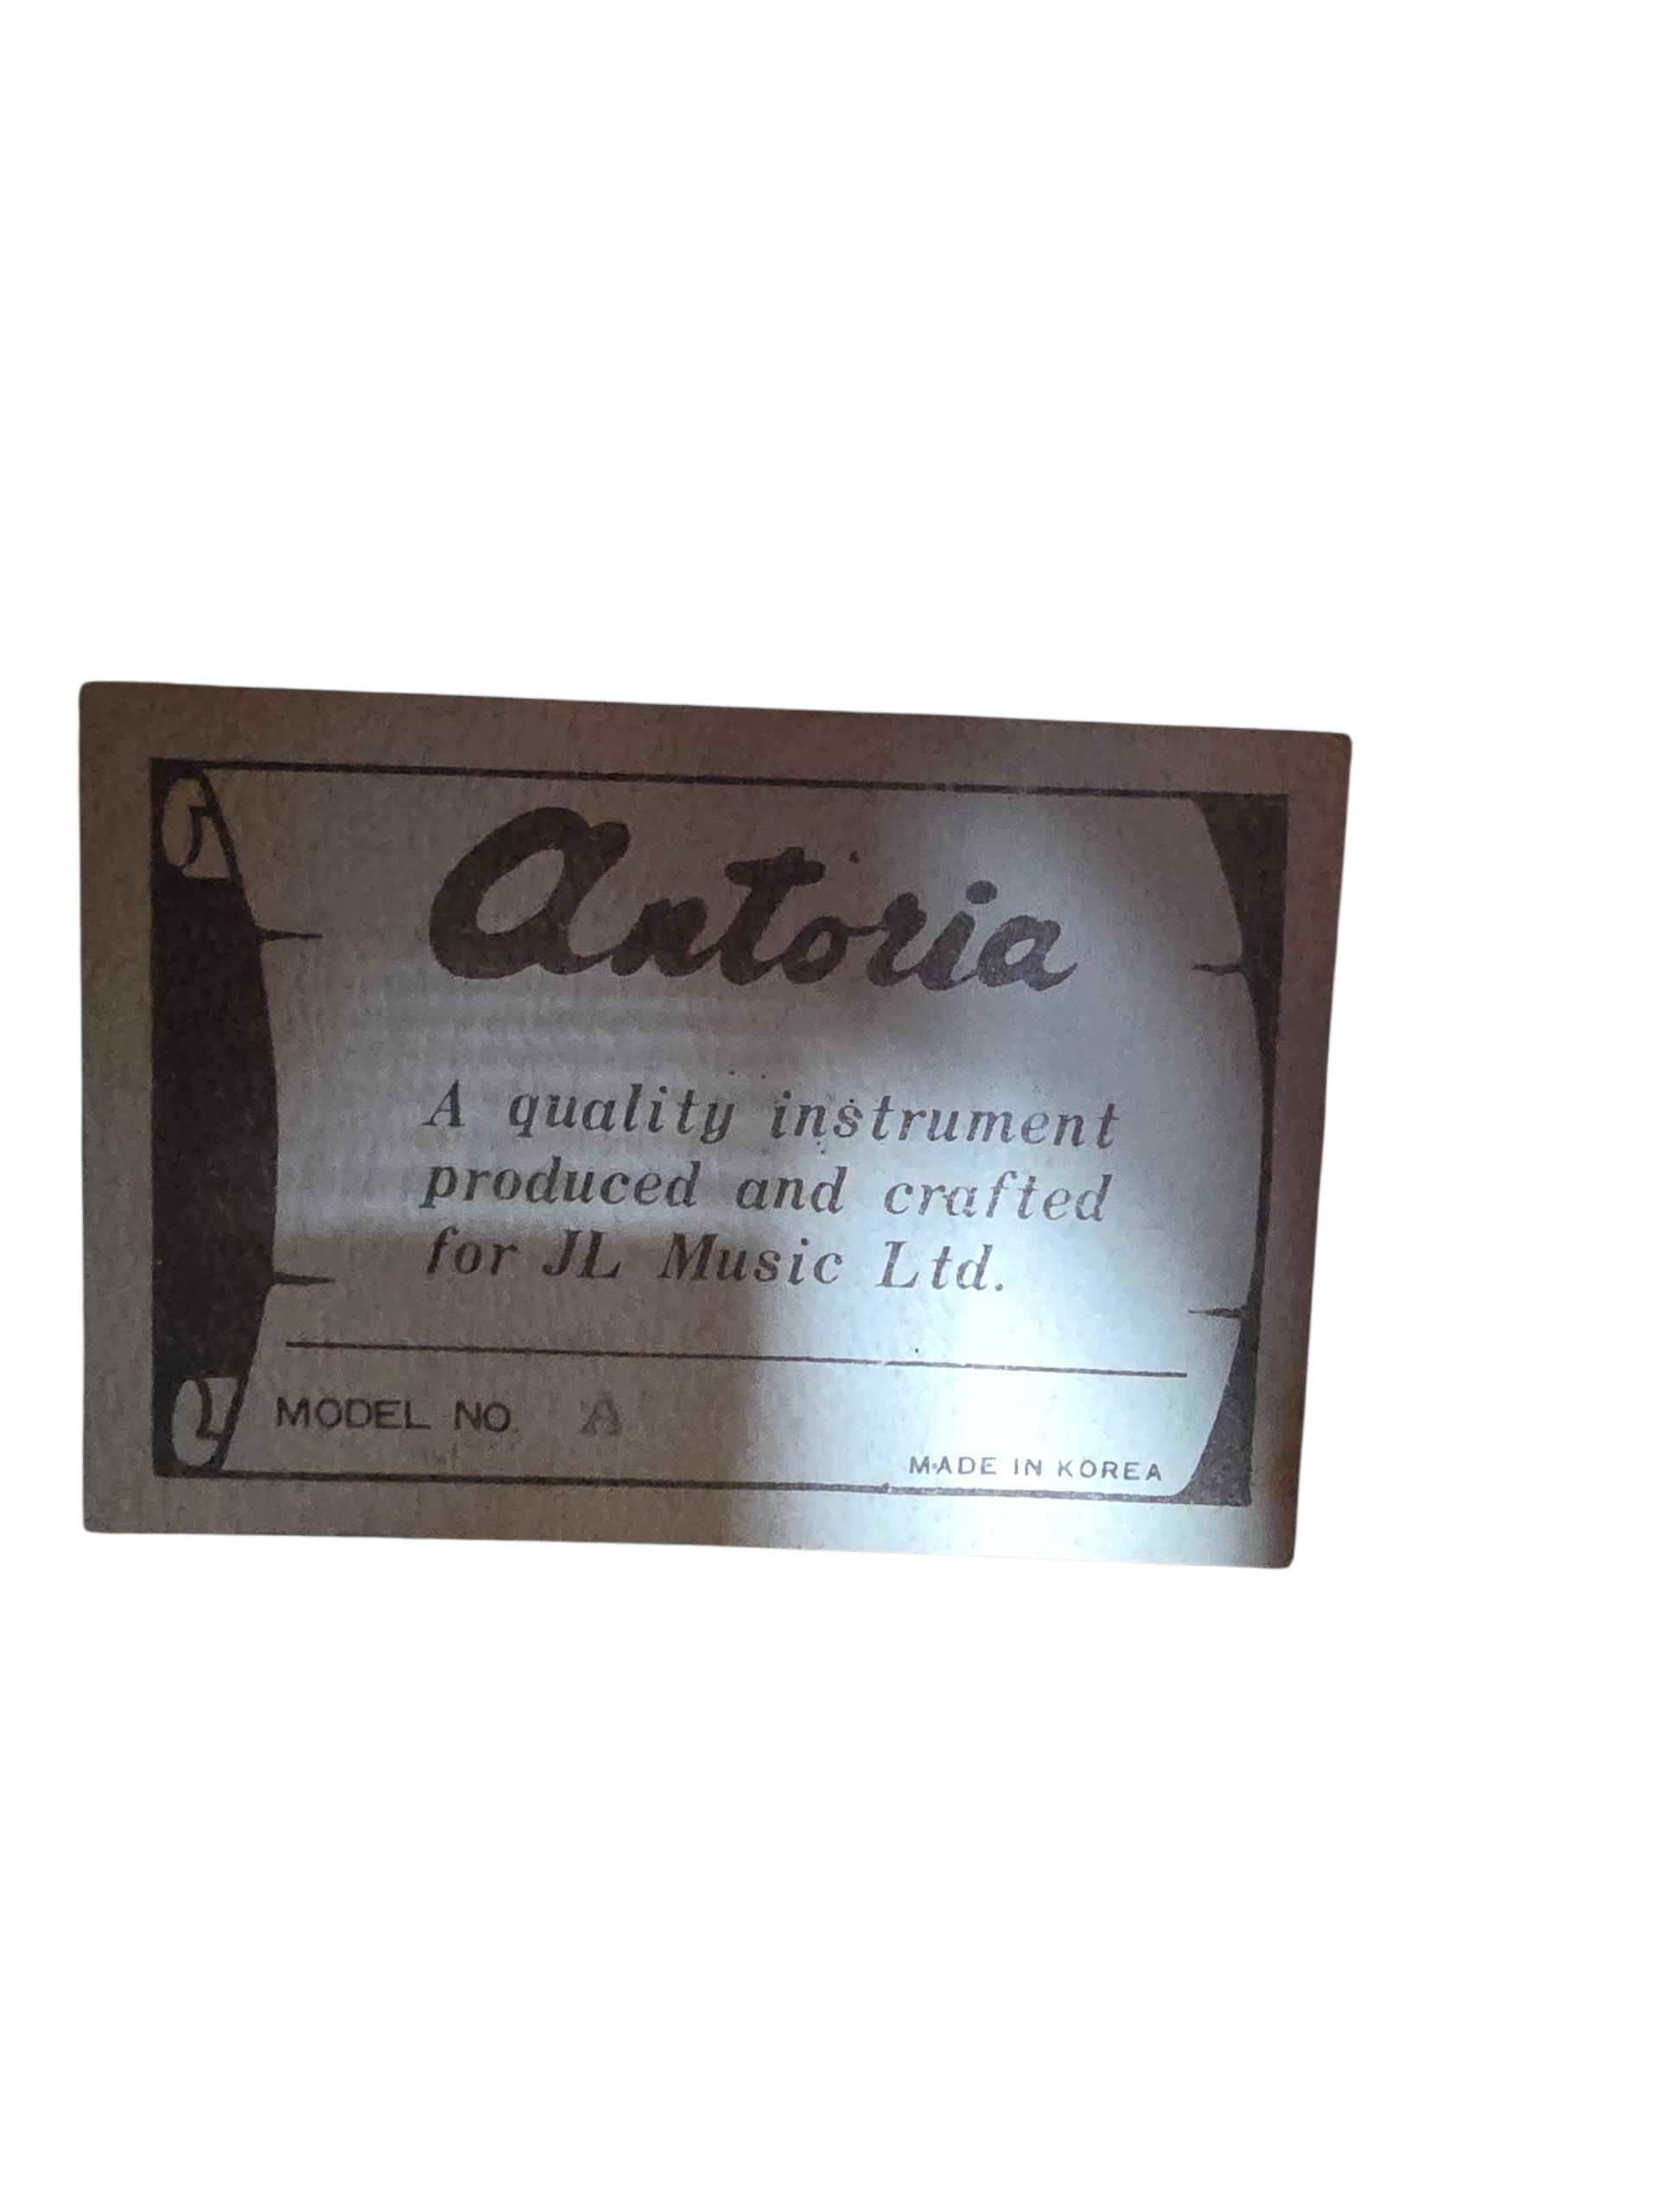 Antoria
A quality instrument
produced and crafted
for JL Music Ltd.
MODEL NO. A
MADE IN KOREA